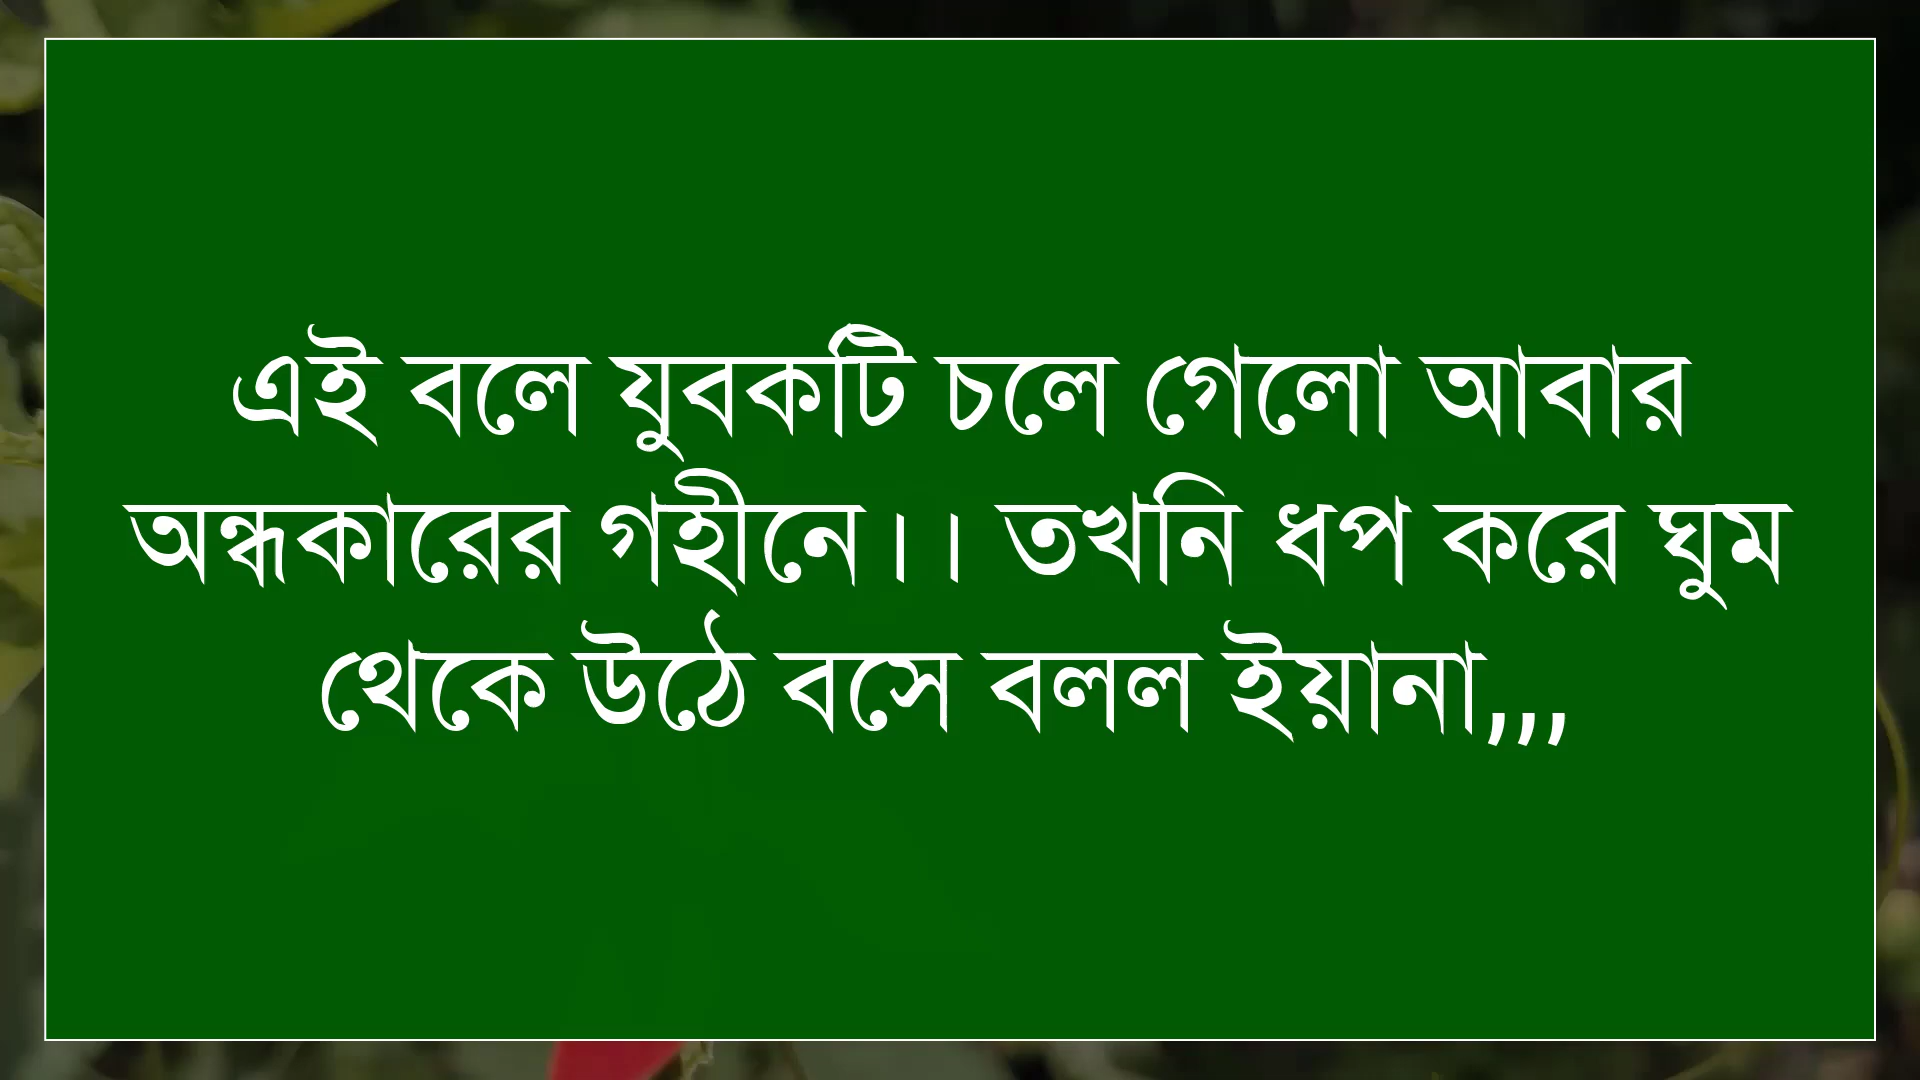 এই বলে যুবকটি চলে গেলো আবার
অন্ধকারের গহীনে।। তখনি ধপ করে ঘুম
থেকে উঠে বসে বলল ইয়ানা,,,